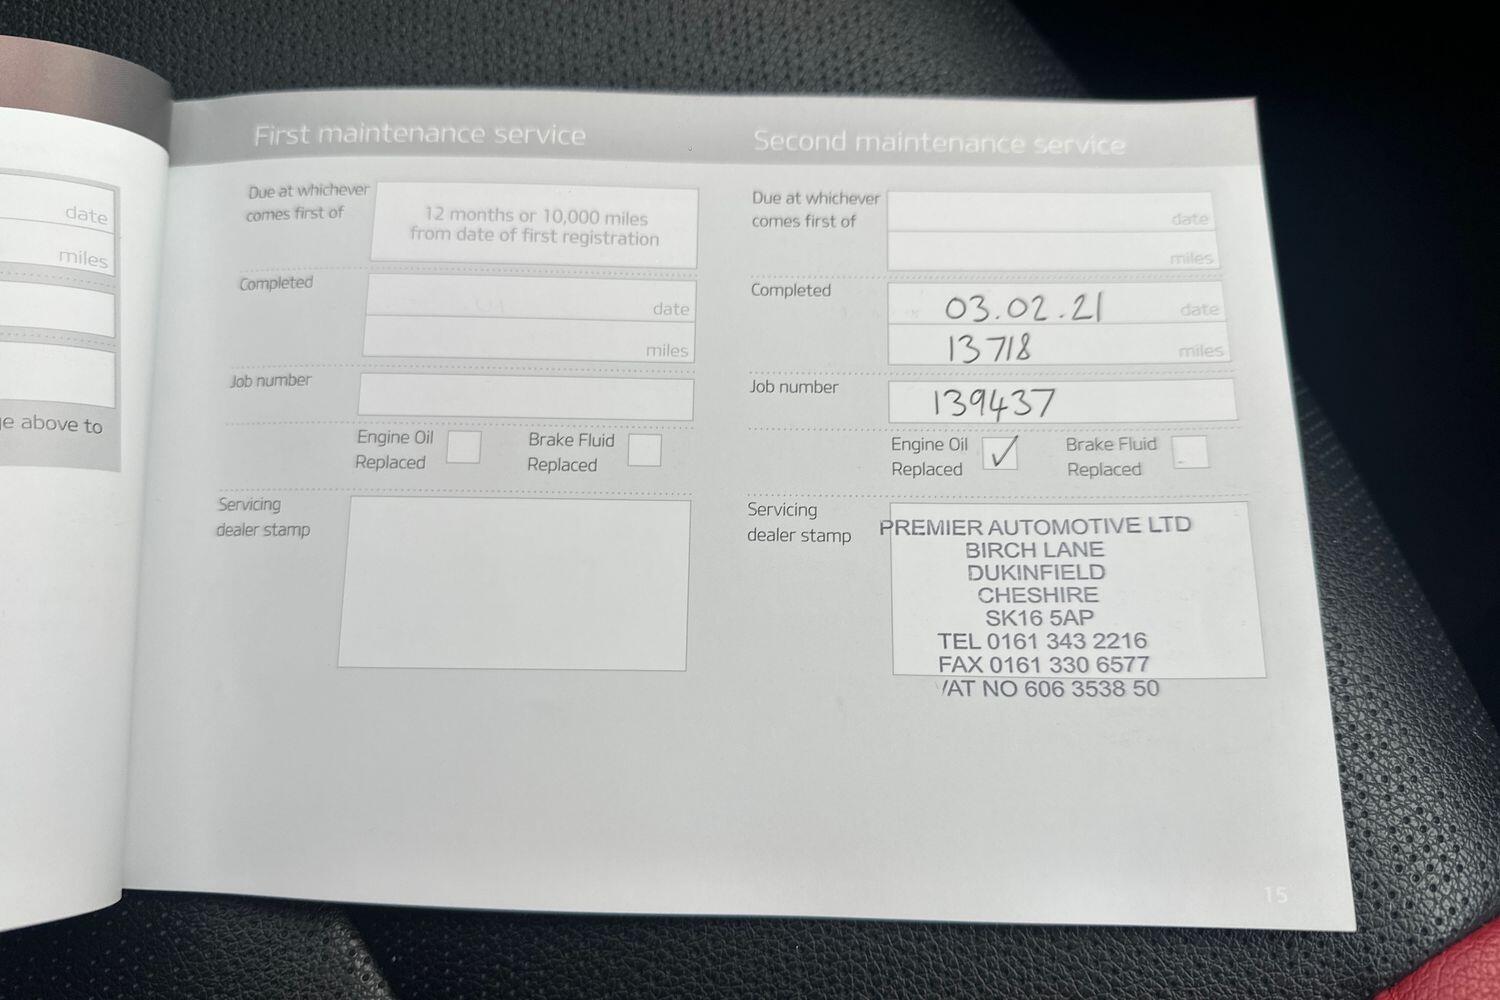 date
miles
ge above to
First maintenance service
Due at whichever
comes first of
12 months or 10,000 miles
from date of first registration
Completed
date
miles
Job number
Engine Oil
Replaced
Brake Fluid
Replaced
Servicing
dealer stamp
Second maintenance service
Due at whichever
comes first of
date
miles
Completed
03.02.21 date
13718 miles
Job number
139437
Engine Oil
Replaced ✓
Brake Fluid
Replaced
Servicing
dealer stamp
PREMIER AUTOMOTIVE LTD
BIRCH LANE
DUKINFIELD
CHESHIRE
SK16 5AP
TEL 0161 343 2216
FAX 0161 330 6577
VAT NO 606 3538 50
15